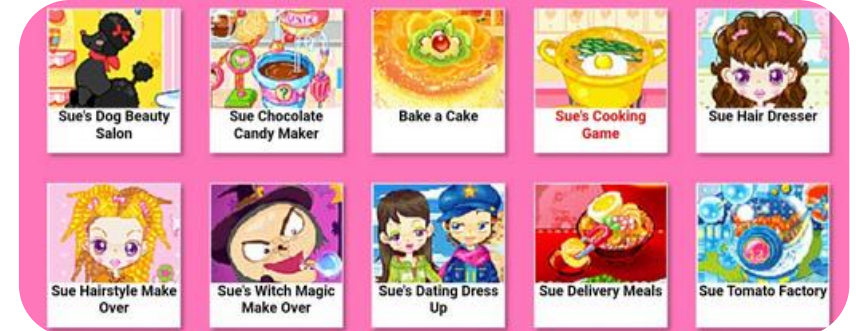 Sue's Dog Beauty
Salon
Sue Chocolate
Candy Maker
Bake a Cake
Sue's Cooking
Game
Sue Hair Dresser
Sue Hairstyle Make
Over
Sue's Witch Magic
Make Over
Sue's Dating Dress
Up
Sue Delivery Meals
Sue Tomato Factory